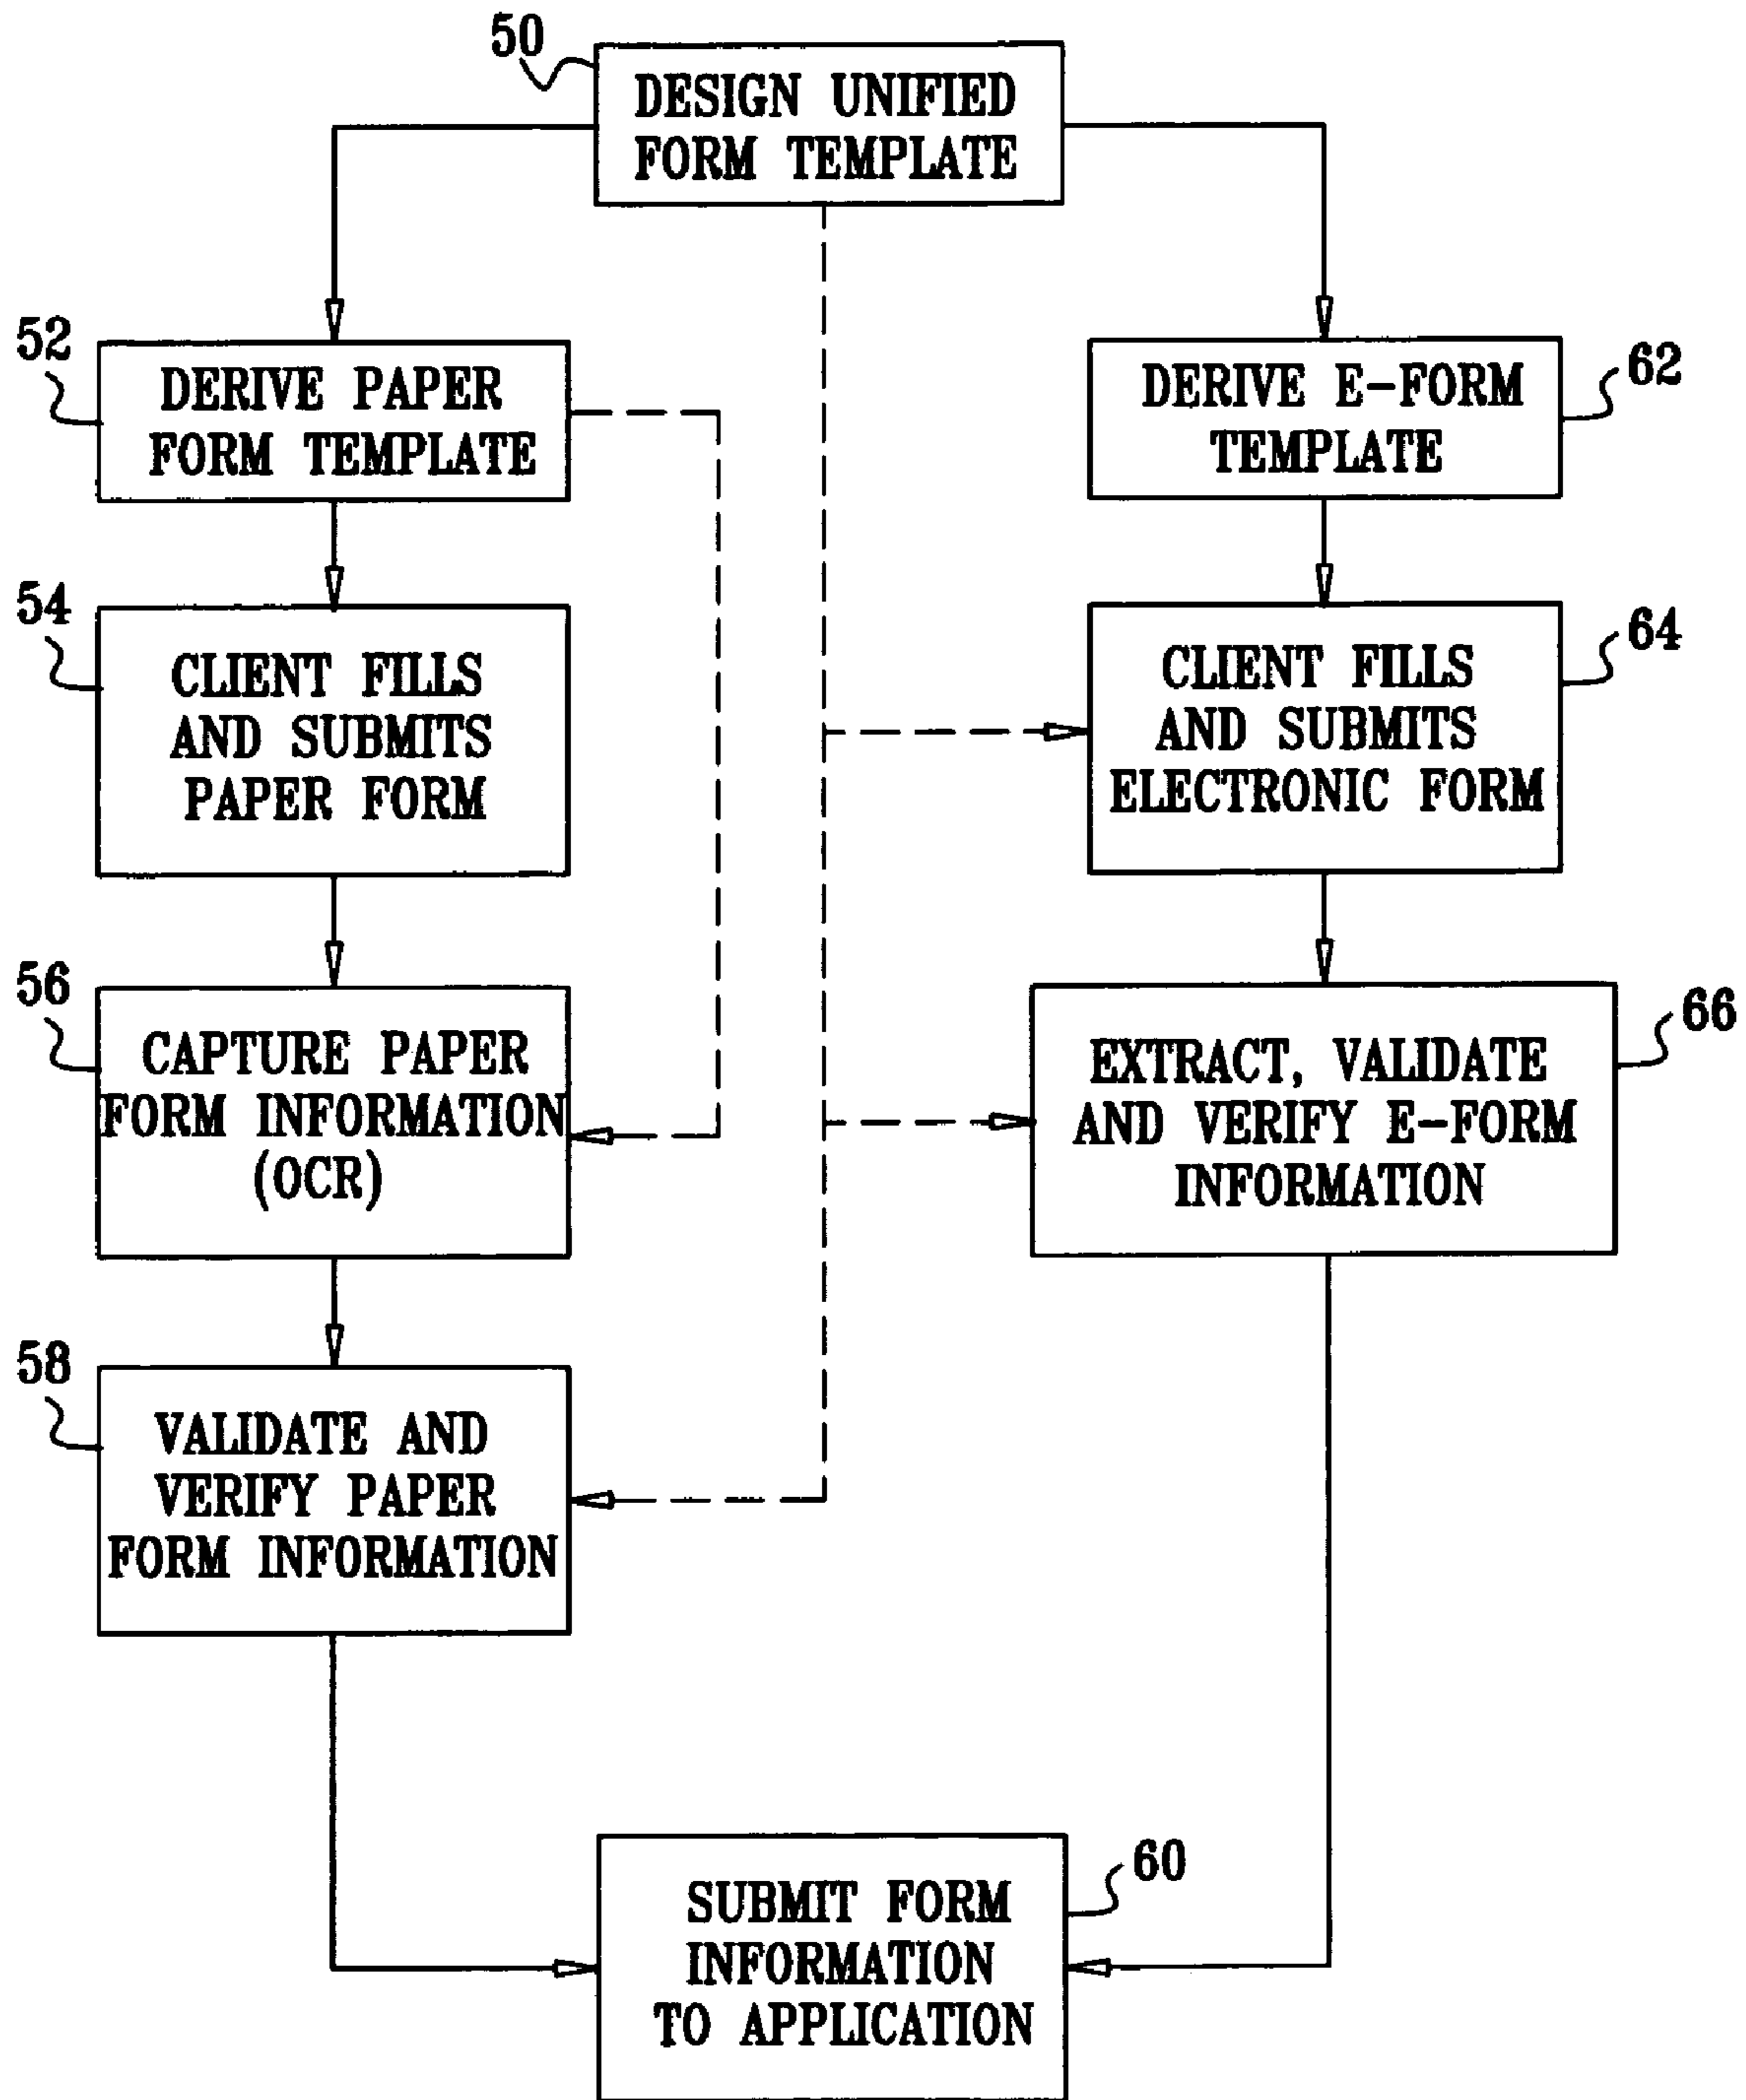 50
DESIGN UNIFIED
FORM TEMPLATE
52
DERIVE PAPER
FORM TEMPLATE
62
DERIVE E-FORM
TEMPLATE
54
CLIENT FILLS
AND SUBMITS
PAPER FORM
64
CLIENT FILLS
AND SUBMITS
ELECTRONIC FORM
56
CAPTURE PAPER
FORM INFORMATION
(OCR)
66
EXTRACT, VALIDATE
AND VERIFY E-FORM
INFORMATION
58
VALIDATE AND
VERIFY PAPER
FORM INFORMATION
60
SUBMIT FORM
INFORMATION
TO APPLICATION